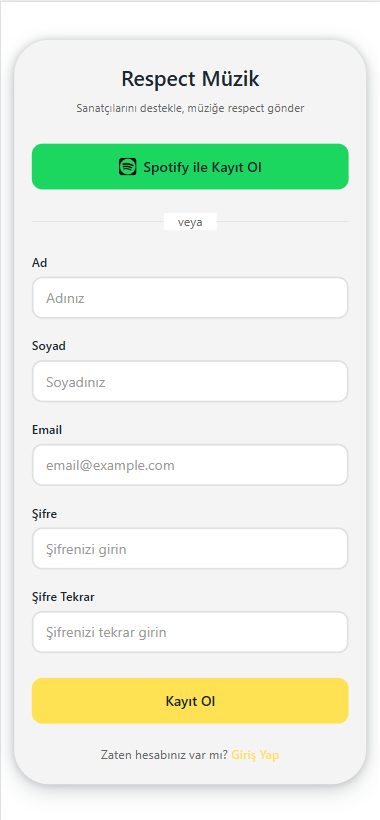 Respect Müzik
Sanatçılarını destekle, müziğe respect gönder
Spotify ile Kayıt Ol
veya
Ad
Adınız
Soyad
Soyadınız
Email
email@example.com
Şifre
Şifrenizi girin
Şifre Tekrar
Şifrenizi tekrar girin
Kayıt Ol
Zaten hesabınız var mı? Giriş Yap